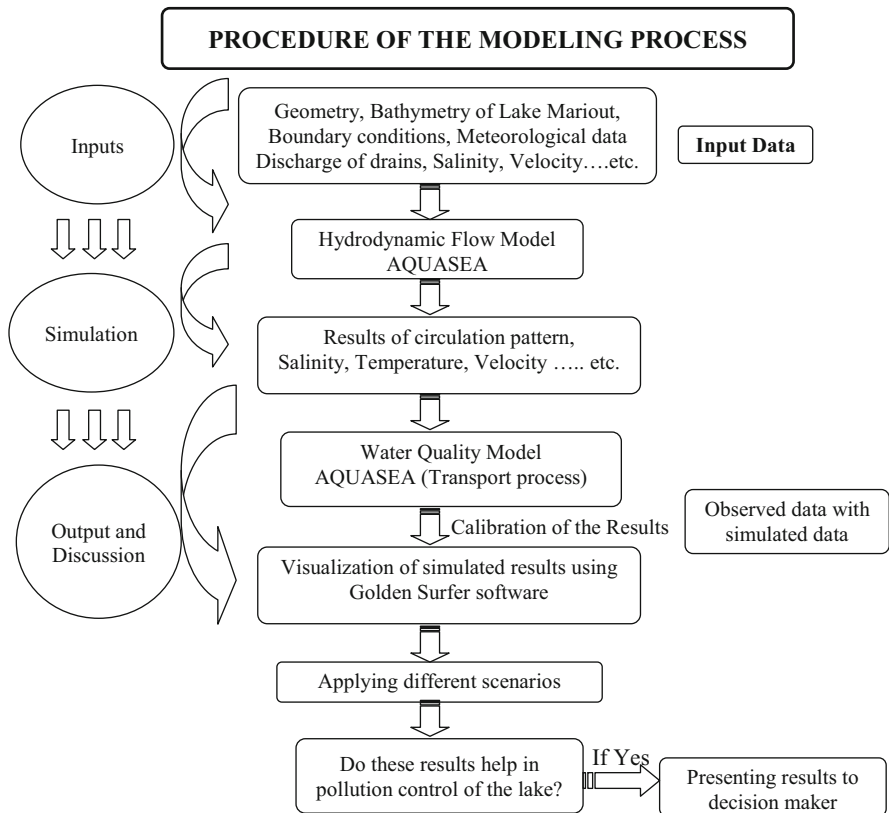 PROCEDURE OF THE MODELING PROCESS
Inputs
Geometry, Bathymetry of Lake Mariout,
Boundary conditions, Meteorological data
Discharge of drains, Salinity, Velocity….etc.
Input Data
Hydrodynamic Flow Model
AQUASEA
Simulation
Results of circulation pattern,
Salinity, Temperature, Velocity ….. etc.
Water Quality Model
AQUASEA (Transport process)
Output and
Discussion
Calibration of the Results
Observed data with
simulated data
Visualization of simulated results using
Golden Surfer software
Applying different scenarios
Do these results help in
pollution control of the lake?
If Yes
Presenting results to
decision maker